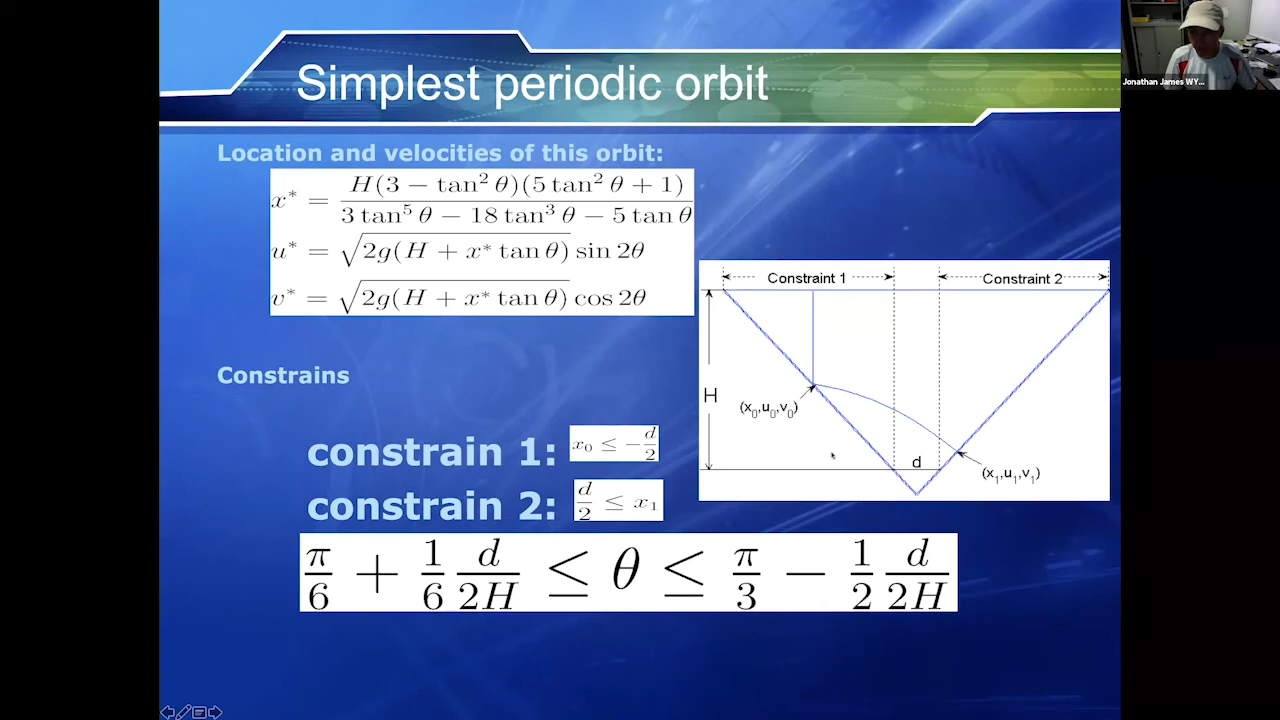 Simplest periodic orbit
Jonathan James WY...
Location and velocities of this orbit:
x* = H(3 − tan² θ)(5 tan² θ + 1) / 3 tan⁵ θ − 18 tan³ θ − 5 tan θ
u* = √2g(H + x* tan θ) sin 2θ
v* = √2g(H + x* tan θ) cos 2θ
Constraint 1
Constraint 2
H
(x₀,u₀,v₀)
d
(x₁,u₁,v₁)
Constrains
constrain 1: x₀ ≤ −d/2
constrain 2: d/2 ≤ x₁
π/6 + 1/6 d/2H ≤ θ ≤ π/3 − 1/2 d/2H